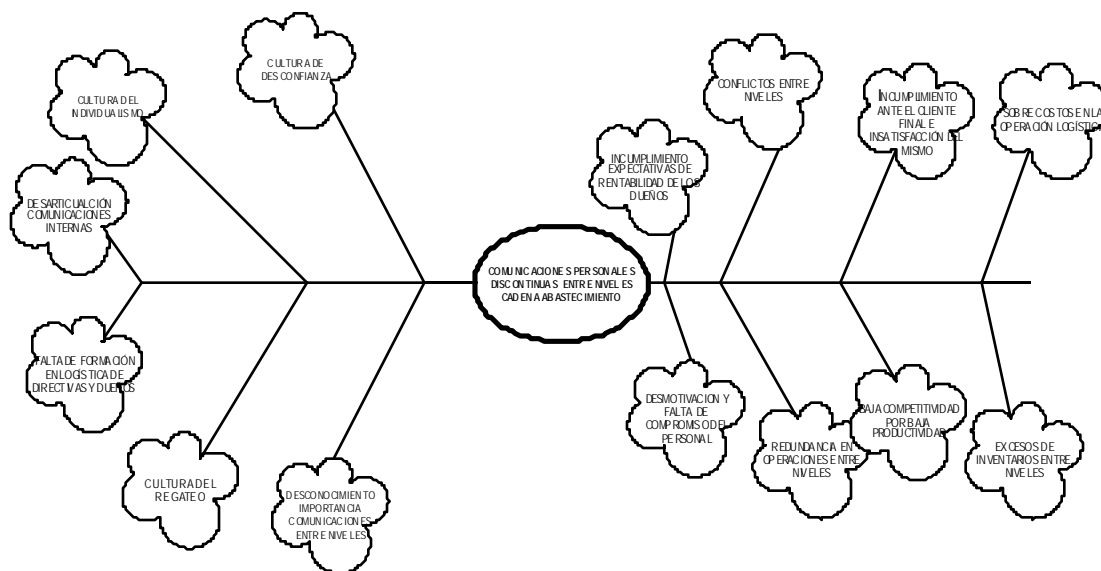 CULTURA DE
DESCONFIANZA
CULTURA DEL
INDIVIDUALISMO
DESARTICUALCIÓN
COMUNICACIONES
INTERNAS
FALTA DE FORMACIÓN
EN LOGÍSTICA DE
DIRECTIVAS Y DUEÑOS
CULTURA DEL
REGATEO
DESCONOCIMIENTO
IMPORTANCIA
COMUNICACIONES
ENTRE NIVELES
COMUNICACIONES PERSONALES
DISCONTINUAS ENTRE NIVELES
CADENA ABASTECIMIENTO
INCUMPLIMIENTO
EXPECTATIVAS DE
RENTABILIDAD DE LOS
DUEÑOS
CONFLICTOS ENTRE
NIVELES
INCUMPLIMIENTO
ANTE EL CLIENTE
FINAL E
INSATISFACCIÓN DEL
MISMO
SOBRECOSTOS EN LA
OPERACIÓN LOGÍSTICA
DESMOTIVACION Y
FALTA DE
COMPROMISO DEL
PERSONAL
REDUNDANCIA EN
OPERACIONES ENTRE
NIVELES
BAJA COMPETITIVIDAD
POR BAJA
PRODUCTIVIDAD
EXCESOS DE
INVENTARIOS ENTRE
NIVELES